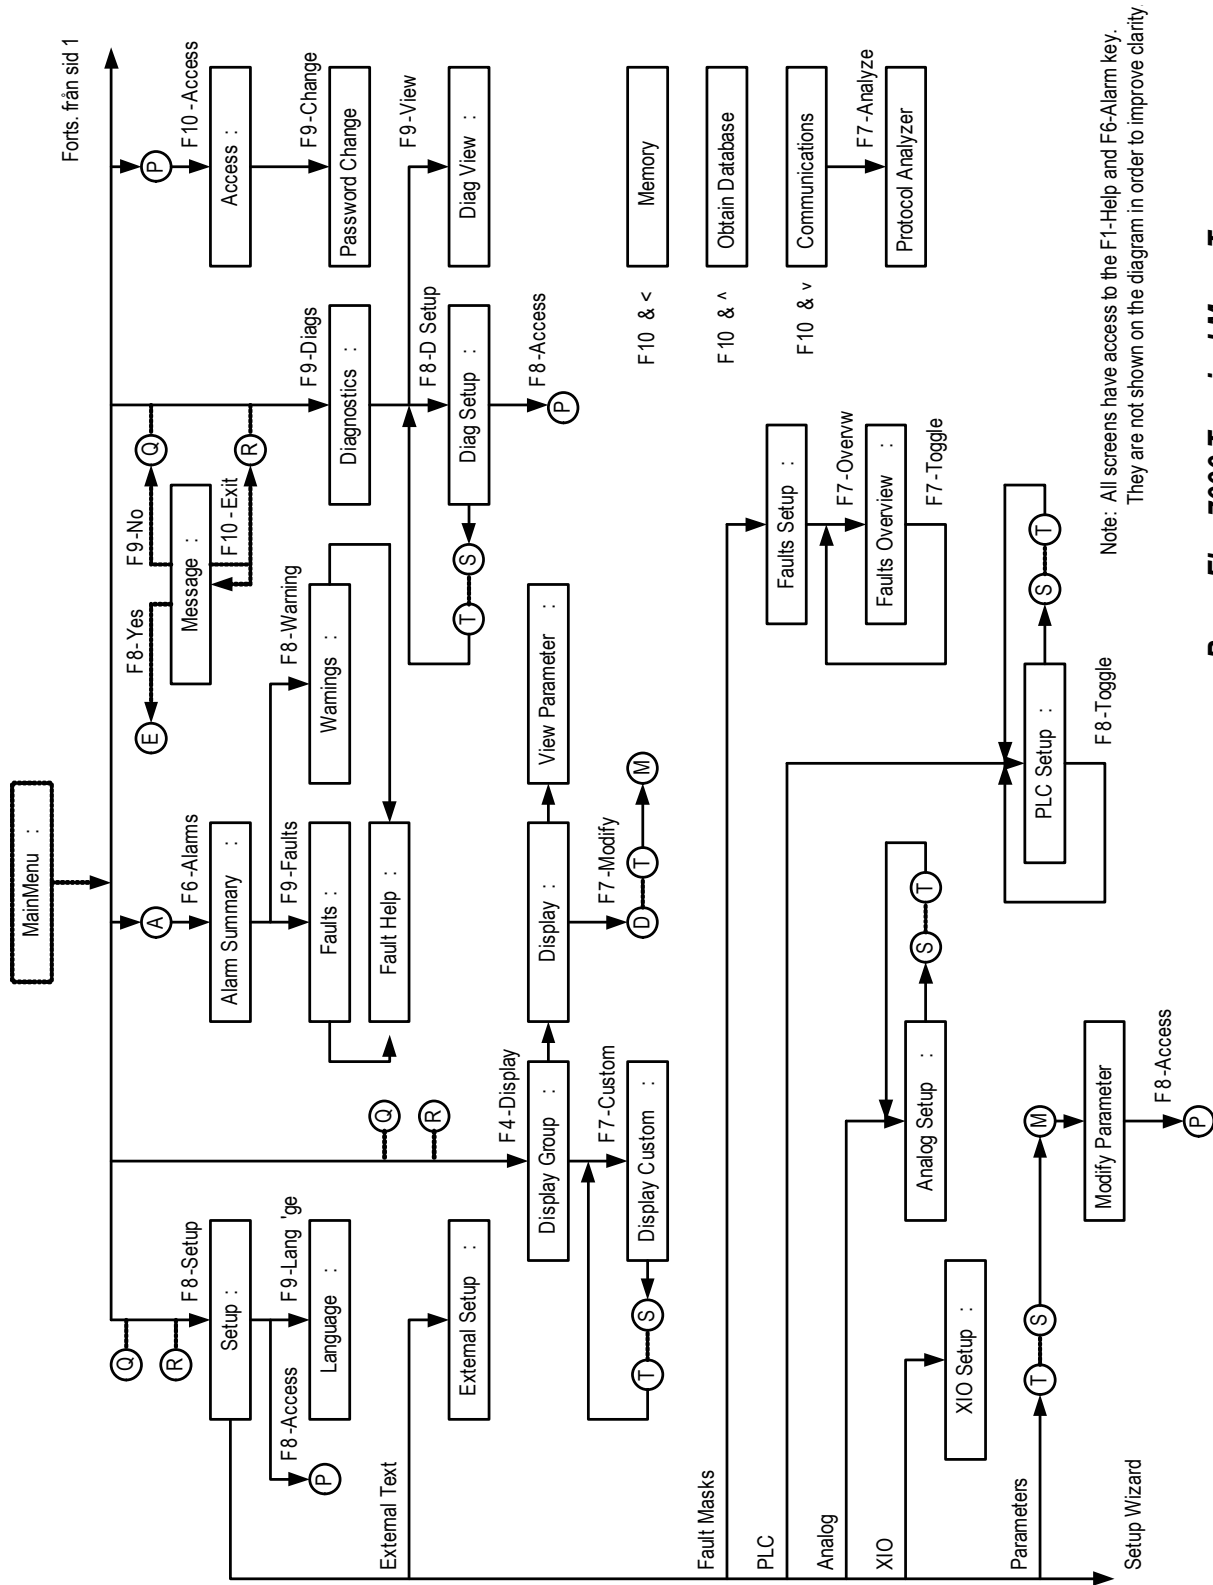 MainMenu :
Forts. från sid 1
Q
R
F8-Setup
Setup :
F8-Access
P
F9-Lang 'ge
Language :
A
F6-Alarms
Alarm Summary :
F9-Faults
Faults :
Fault Help :
F8-Warning
Warnings :
E
F8-Yes
Message :
F9-No
Q
F10-Exit
R
F9-Diags
Diagnostics :
F8-D Setup
Diag Setup :
F8-Access
P
S
T
F9-View
Diag View :
P
F10-Access
Access :
F9-Change
Password Change
Q
R
F4-Display
Display Group :
F7-Custom
Display Custom :
S
T
Display :
View Parameter :
F7-Modify
D
T
M
F10 & <
Memory
F10 & ^
Obtain Database
F10 & v
Communications
F7-Analyze
Protocol Analyzer
External Text
External Setup :
Fault Masks
Faults Setup :
F7-Overvw
Faults Overview :
F7-Toggle
PLC
PLC Setup :
F8-Toggle
S
T
Analog
Analog Setup :
S
T
XIO
XIO Setup :
Parameters
T
S
M
Modify Parameter
F8-Access
P
Setup Wizard
Note: All screens have access to the F1-Help and F6-Alarm key.
They are not shown on the diagram in order to improve clarity.